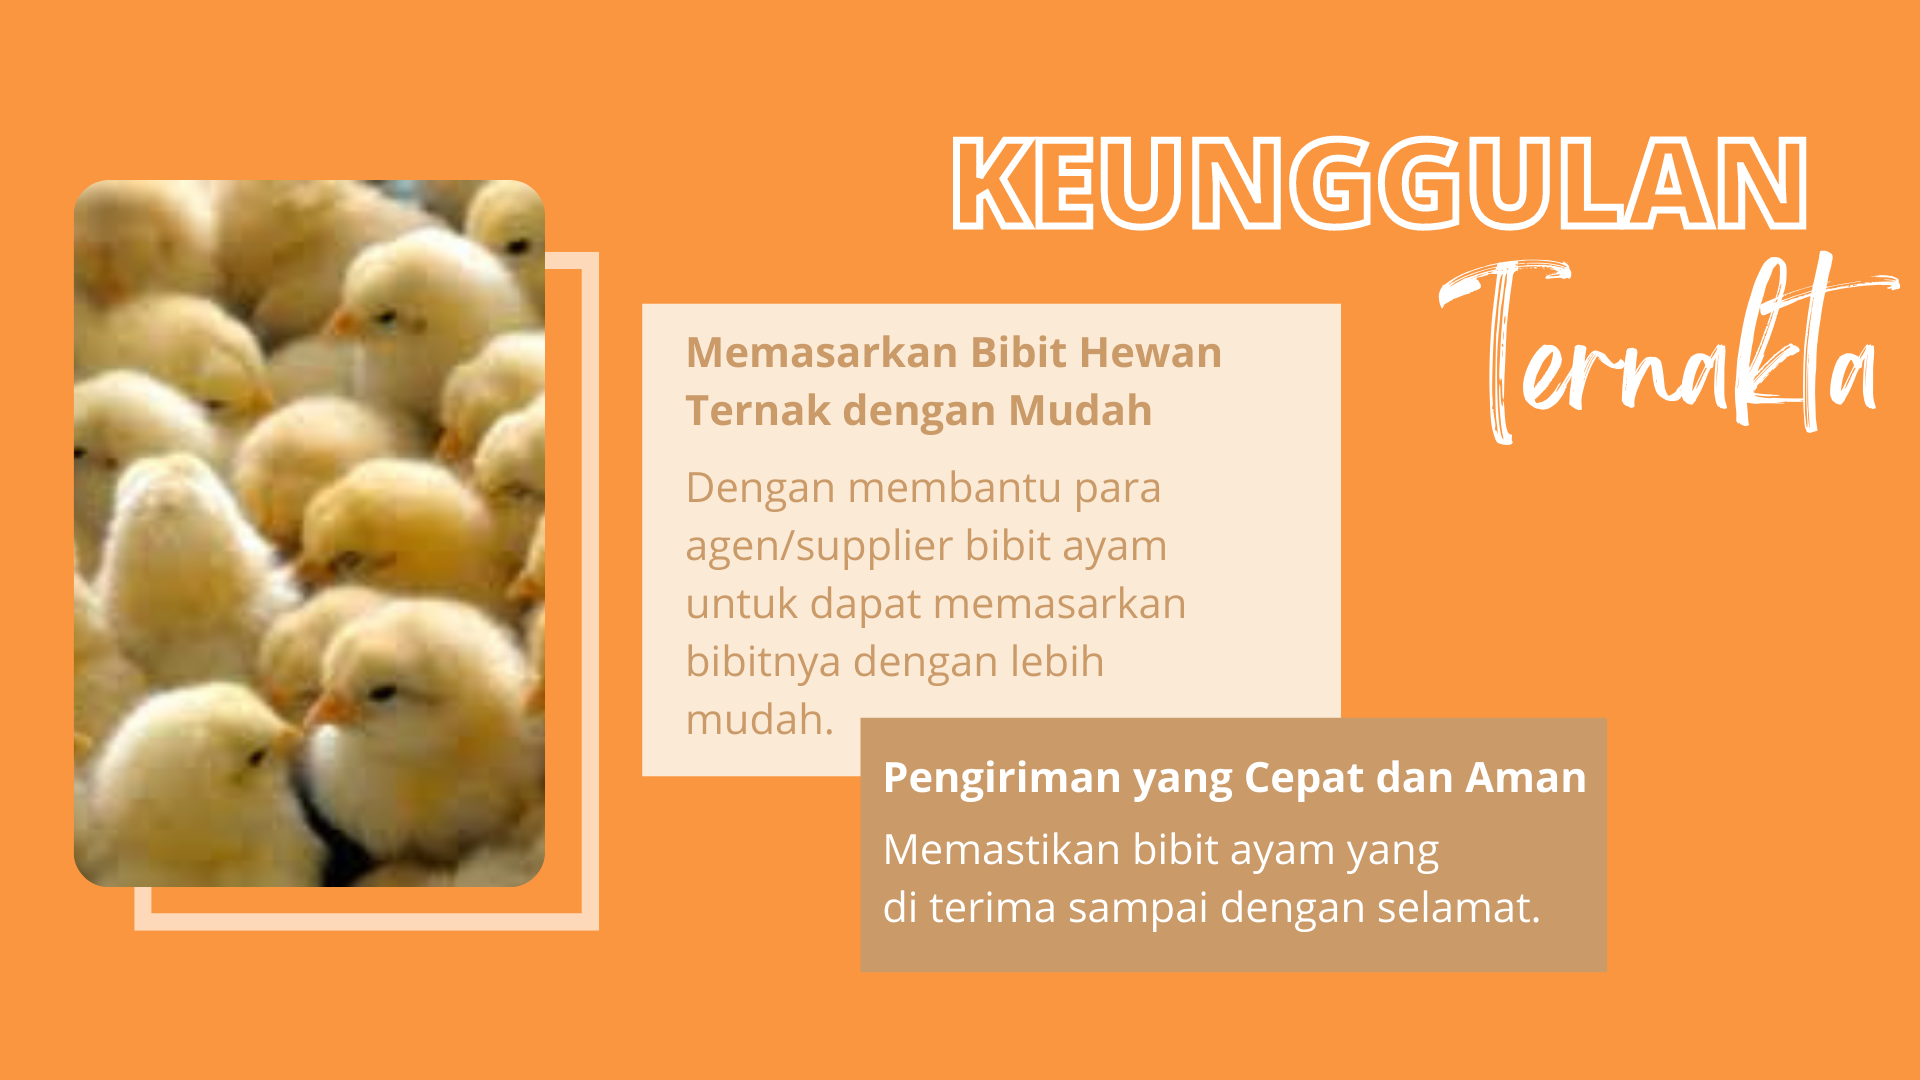 KEUNGGULAN
Ternakta
Memasarkan Bibit Hewan
Ternak dengan Mudah
Dengan membantu para
agen/supplier bibit ayam
untuk dapat memasarkan
bibitnya dengan lebih
mudah.
Pengiriman yang Cepat dan Aman
Memastikan bibit ayam yang
di terima sampai dengan selamat.